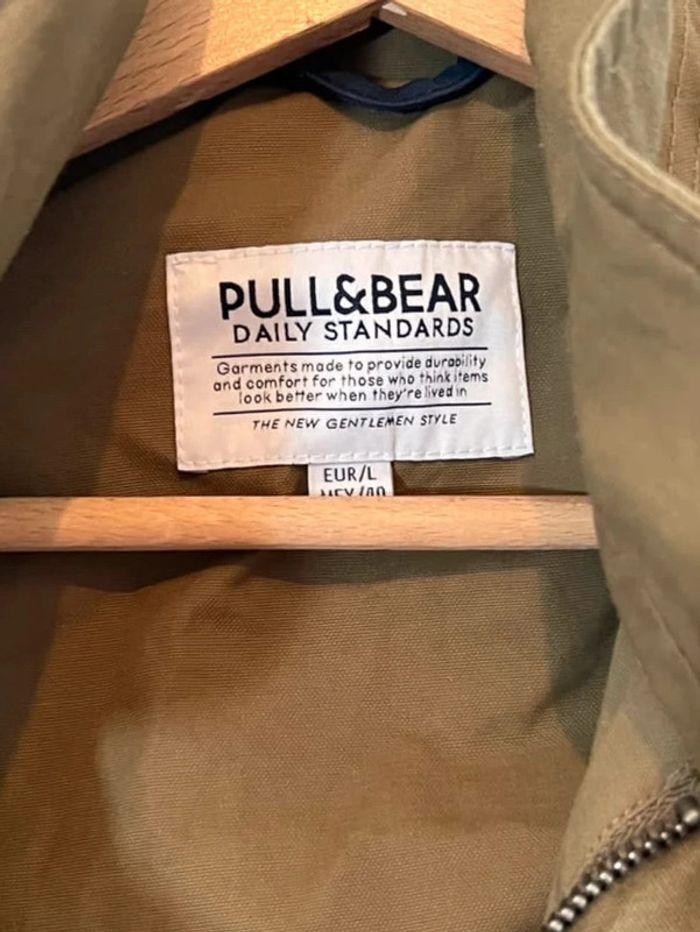 PULL&BEAR
DAILY STANDARDS
Garments made to provide durability
and comfort for those who think items
look better when they're lived in
THE NEW GENTLEMEN STYLE
EUR/L